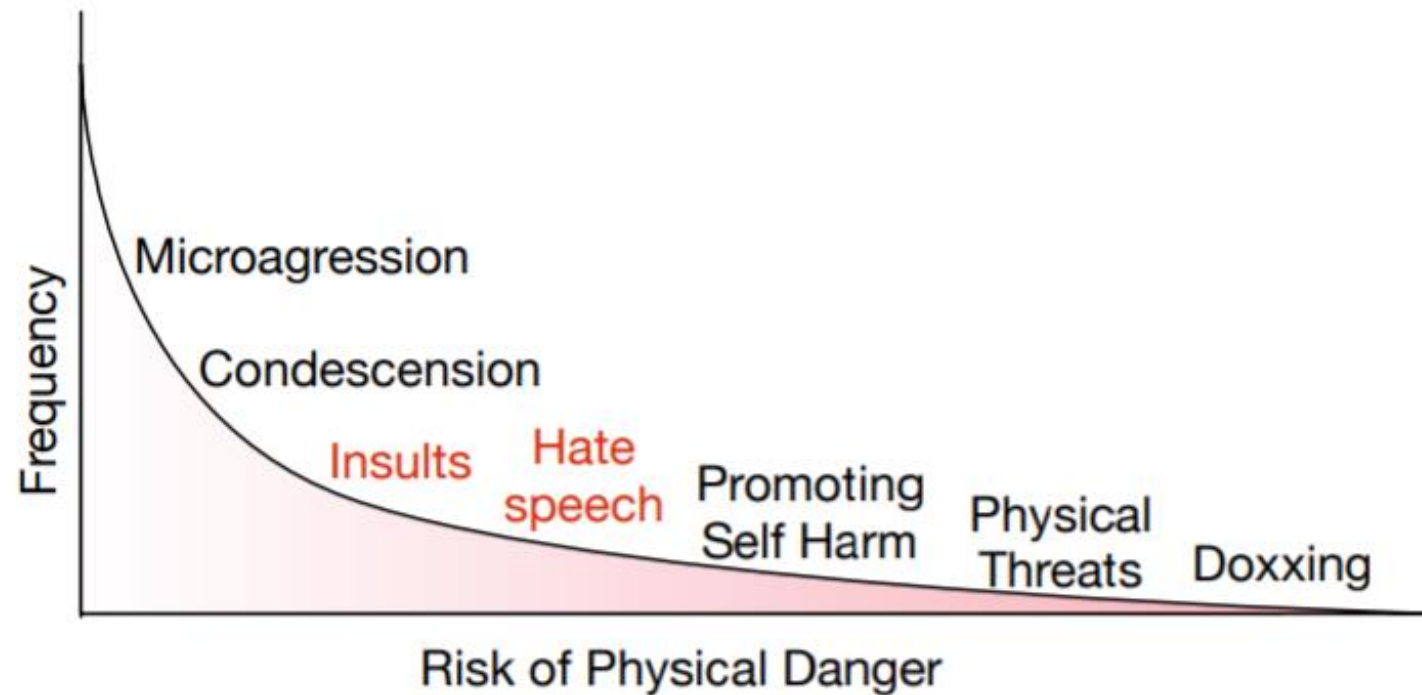 Frequency
Microagression
Condescension
Insults
Hate
speech
Promoting
Self Harm
Physical
Threats
Doxxing
Risk of Physical Danger